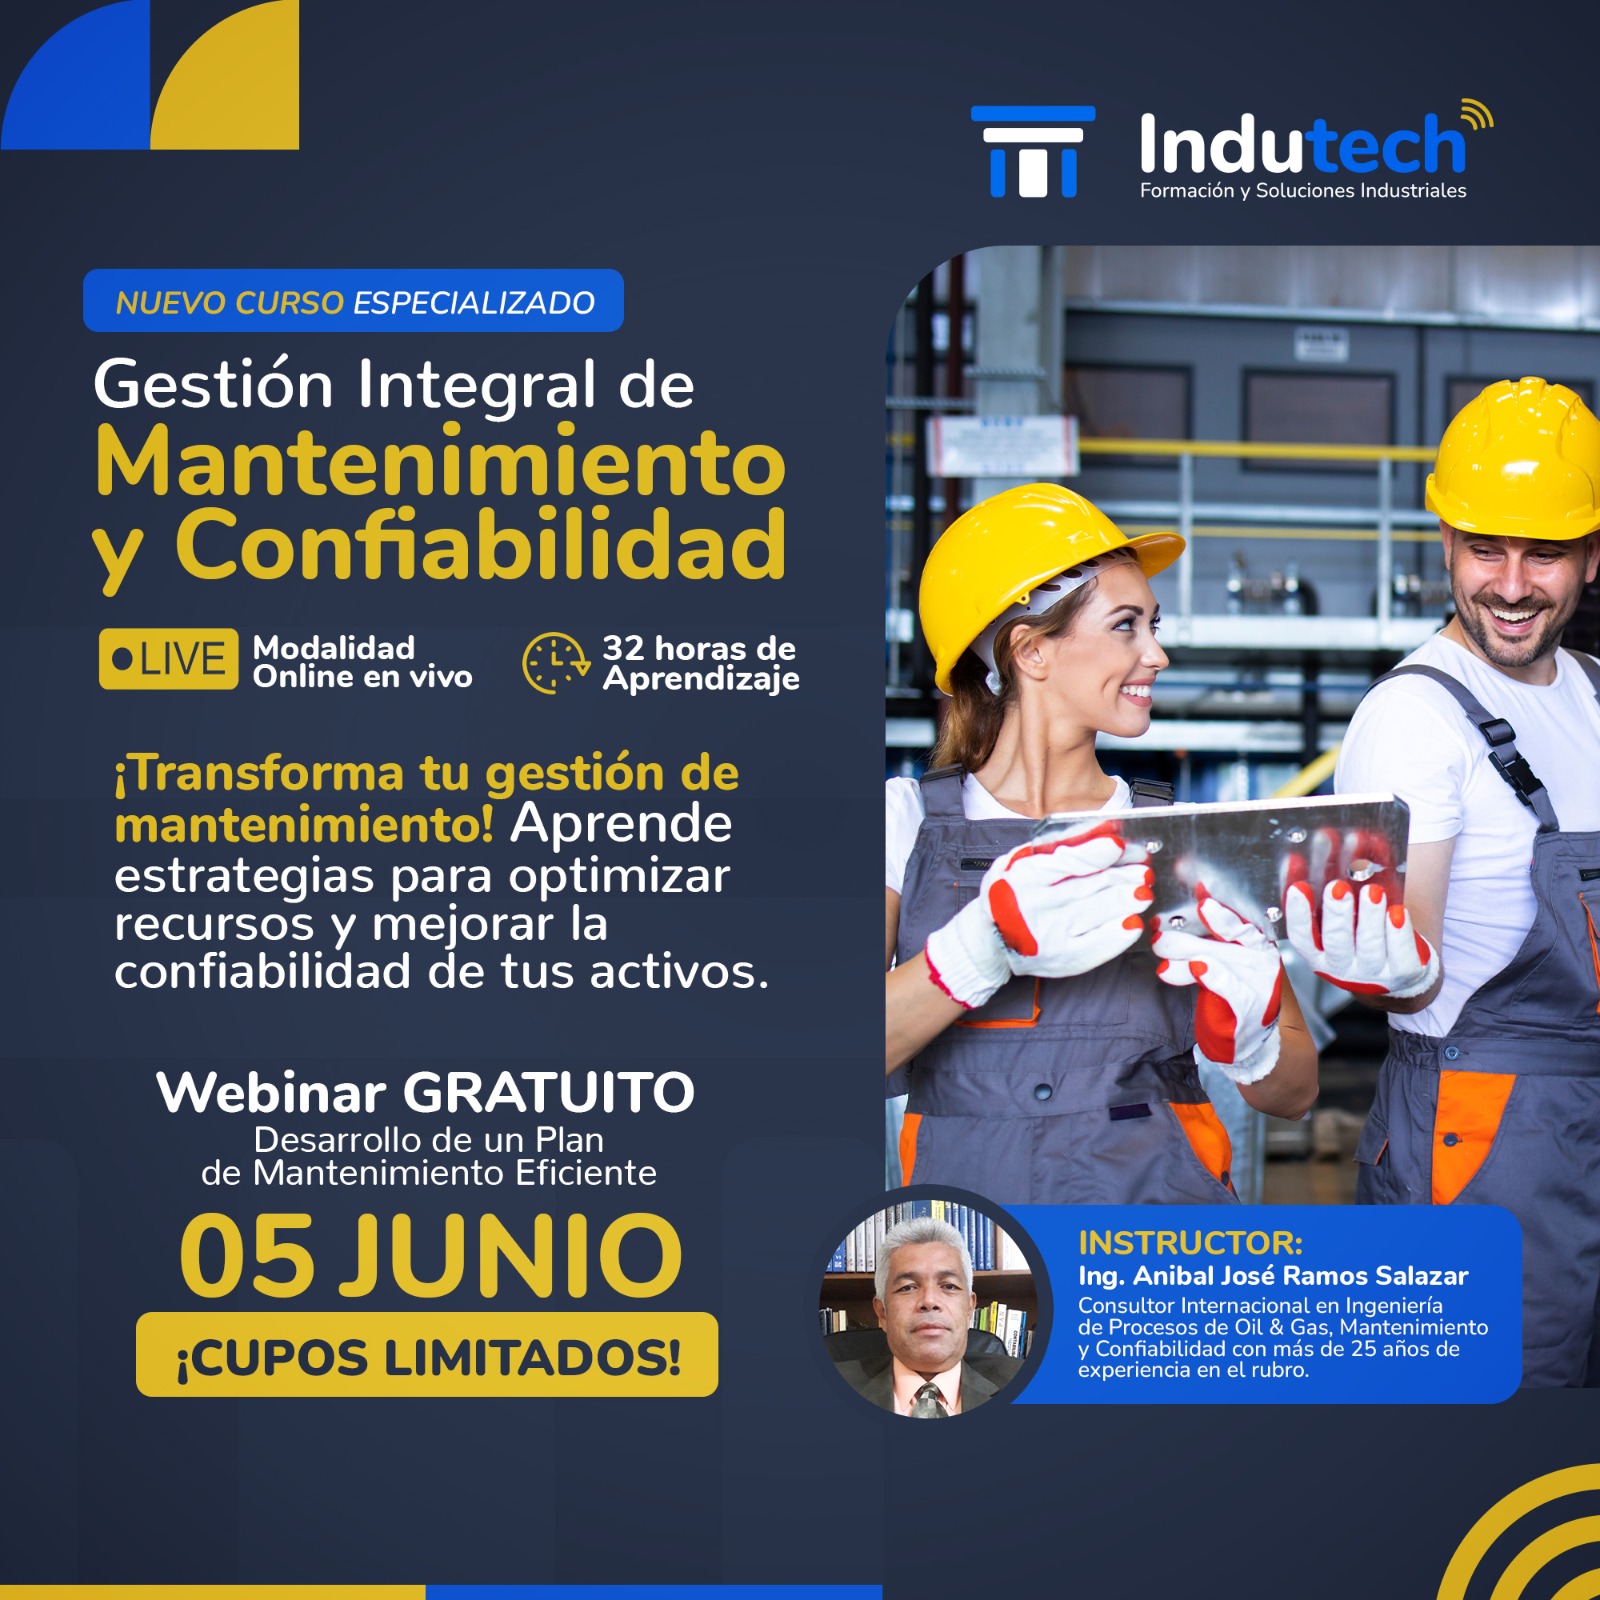 Indutech
Formación y Soluciones Industriales
NUEVO CURSO ESPECIALIZADO
Gestión Integral de
Mantenimiento
y Confiabilidad
LIVE
Modalidad
Online en vivo
32 horas de
Aprendizaje
¡Transforma tu gestión de
mantenimiento! Aprende
estrategias para optimizar
recursos y mejorar la
confiabilidad de tus activos.
Webinar GRATUITO
Desarrollo de un Plan
de Mantenimiento Eficiente
05 JUNIO
¡CUPOS LIMITADOS!
INSTRUCTOR:
Ing. Anibal José Ramos Salazar
Consultor Internacional en Ingeniería
de Procesos de Oil & Gas, Mantenimiento
y Confiabilidad con más de 25 años de
experiencia en el rubro.